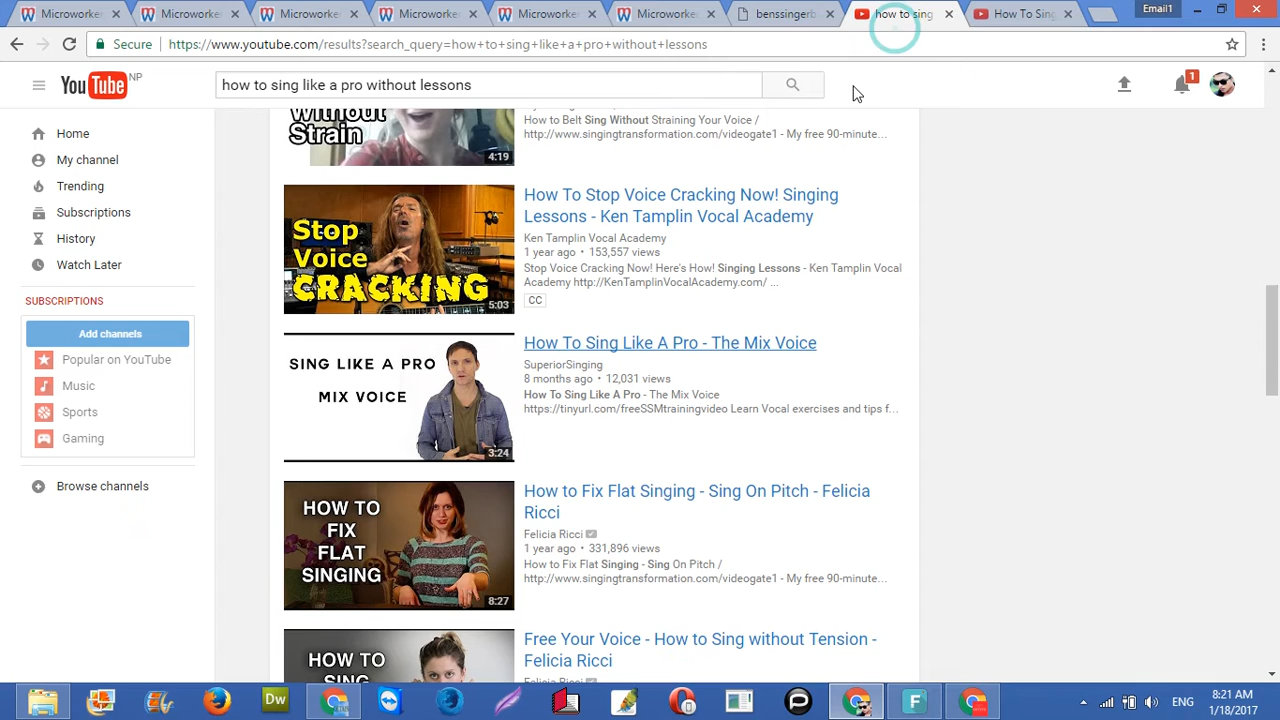 Microworker
Microworker
Microworker
Microworker
Microworker
Microworker
benssingerb
how to sing
How To Sing
Email1
Secure
https://www.youtube.com/results?search_query=how+to+sing+like+a+pro+without+lessons
YouTube NP
how to sing like a pro without lessons
1
Home
My channel
Trending
Subscriptions
History
Watch Later
SUBSCRIPTIONS
Add channels
Popular on YouTube
Music
Sports
Gaming
Browse channels
without
Strain
4:19
How to Belt Sing Without Straining Your Voice /
http://www.singingtransformation.com/videogate1 - My free 90-minute...
Stop
Voice
CRACKING
5:03
How To Stop Voice Cracking Now! Singing
Lessons - Ken Tamplin Vocal Academy
Ken Tamplin Vocal Academy
1 year ago • 153,557 views
Stop Voice Cracking Now! Here's How! Singing Lessons - Ken Tamplin Vocal
Academy http://KenTamplinVocalAcademy.com/ ...
CC
SING LIKE A PRO
MIX VOICE
3:24
How To Sing Like A Pro - The Mix Voice
SuperiorSinging
8 months ago • 12,031 views
How To Sing Like A Pro - The Mix Voice
https://tinyurl.com/freeSSMtrainingvideo Learn Vocal exercises and tips f...
HOW TO
FIX
FLAT
SINGING
8:27
How to Fix Flat Singing - Sing On Pitch - Felicia
Ricci
Felicia Ricci
1 year ago • 331,896 views
How to Fix Flat Singing - Sing On Pitch /
http://www.singingtransformation.com/videogate1 - My free 90-minute...
HOW TO
Free Your Voice - How to Sing without Tension -
Felicia Ricci
Dw
F
ENG
8:21 AM
1/18/2017